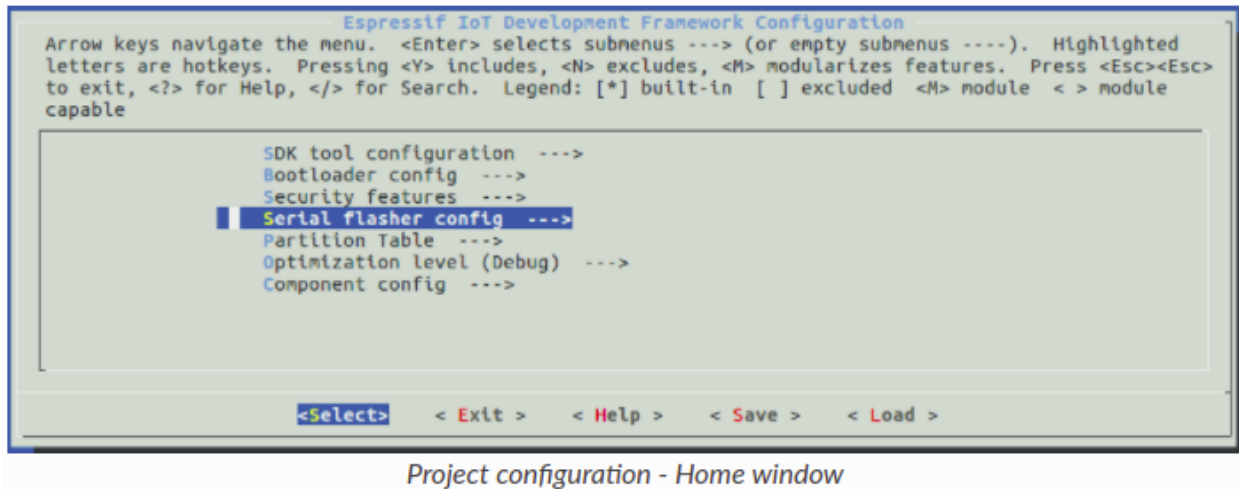 Espressif IoT Development Framework Configuration
Arrow keys navigate the menu.  <Enter> selects submenus ---> (or empty submenus ----).  Highlighted
letters are hotkeys.  Pressing <Y> includes, <N> excludes, <M> modularizes features.  Press <Esc><Esc>
to exit, <?> for Help, </> for Search.  Legend: [*] built-in  [ ] excluded  <M> module  < > module
capable
SDK tool configuration  --->
Bootloader config  --->
Security features  --->
Serial flasher config  --->
Partition Table  --->
Optimization level (Debug)  --->
Component config  --->
<Select>    < Exit >    < Help >    < Save >    < Load >
Project configuration - Home window